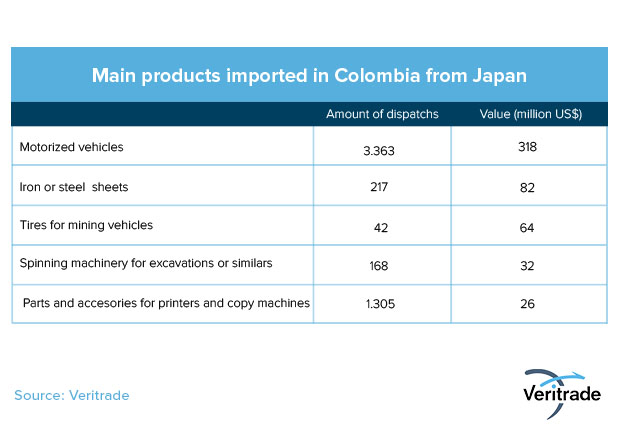 Main products imported in Colombia from Japan
Amount of dispatchs Value (million US$)
Motorized vehicles 3.363 318
Iron or steel sheets 217 82
Tires for mining vehicles 42 64
Spinning machinery for excavations or similars 168 32
Parts and accesories for printers and copy machines 1.305 26
Source: Veritrade
Veritrade